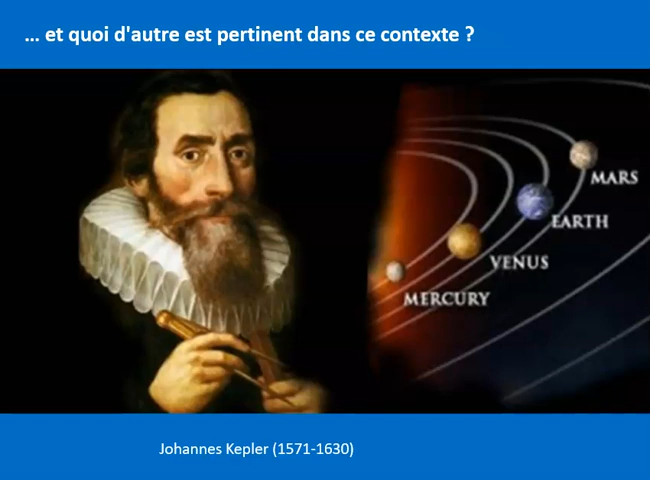 ... et quoi d'autre est pertinent dans ce contexte ?
MARS
EARTH
VENUS
MERCURY
Johannes Kepler (1571-1630)